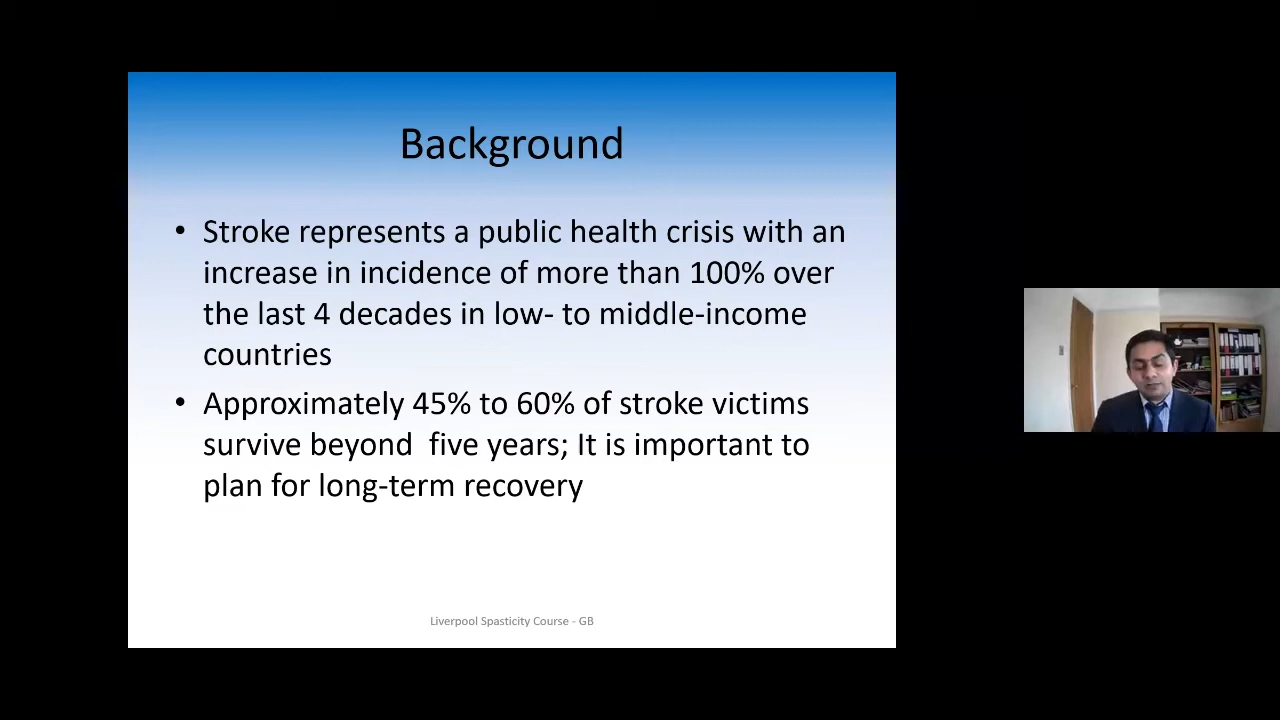 Background
• Stroke represents a public health crisis with an
increase in incidence of more than 100% over
the last 4 decades in low- to middle-income
countries
• Approximately 45% to 60% of stroke victims
survive beyond  five years; It is important to
plan for long-term recovery
Liverpool Spasticity Course - GB